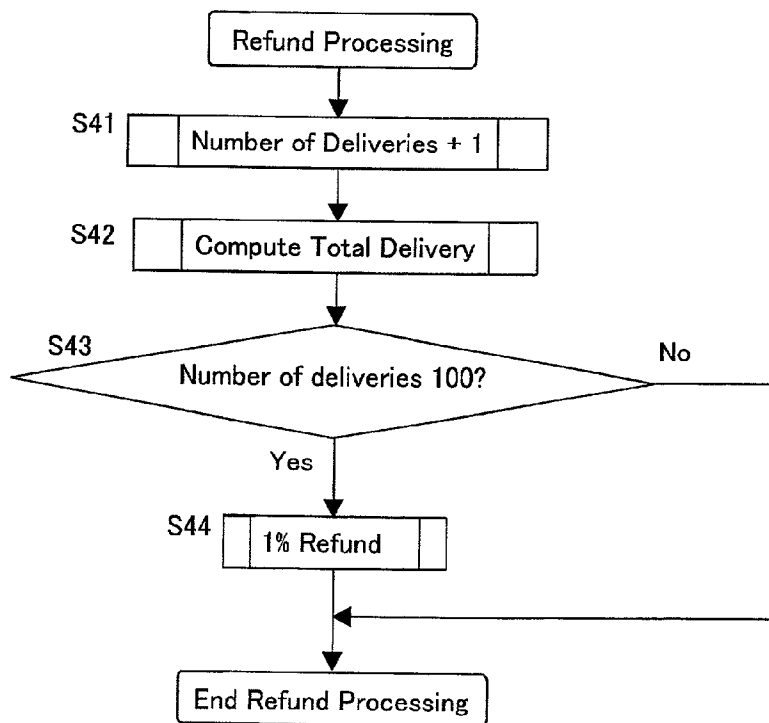 Refund Processing
S41
Number of Deliveries + 1
S42
Compute Total Delivery
S43
Number of deliveries 100?
No
Yes
S44
1% Refund
End Refund Processing